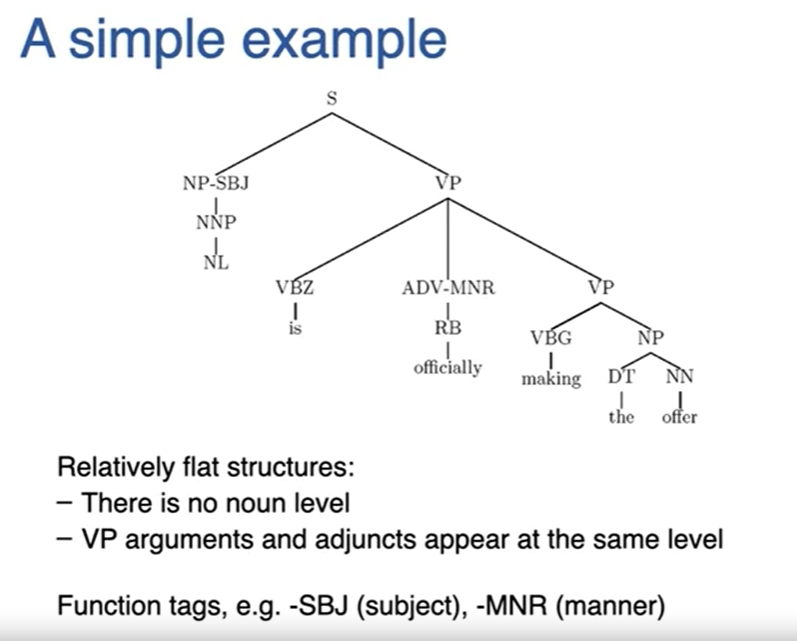 A simple example
S
NP-SBJ VP
NNP
NL
VBZ ADV-MNR VP
is RB VBG NP
officially making DT NN
the offer
Relatively flat structures:
– There is no noun level
– VP arguments and adjuncts appear at the same level
Function tags, e.g. -SBJ (subject), -MNR (manner)